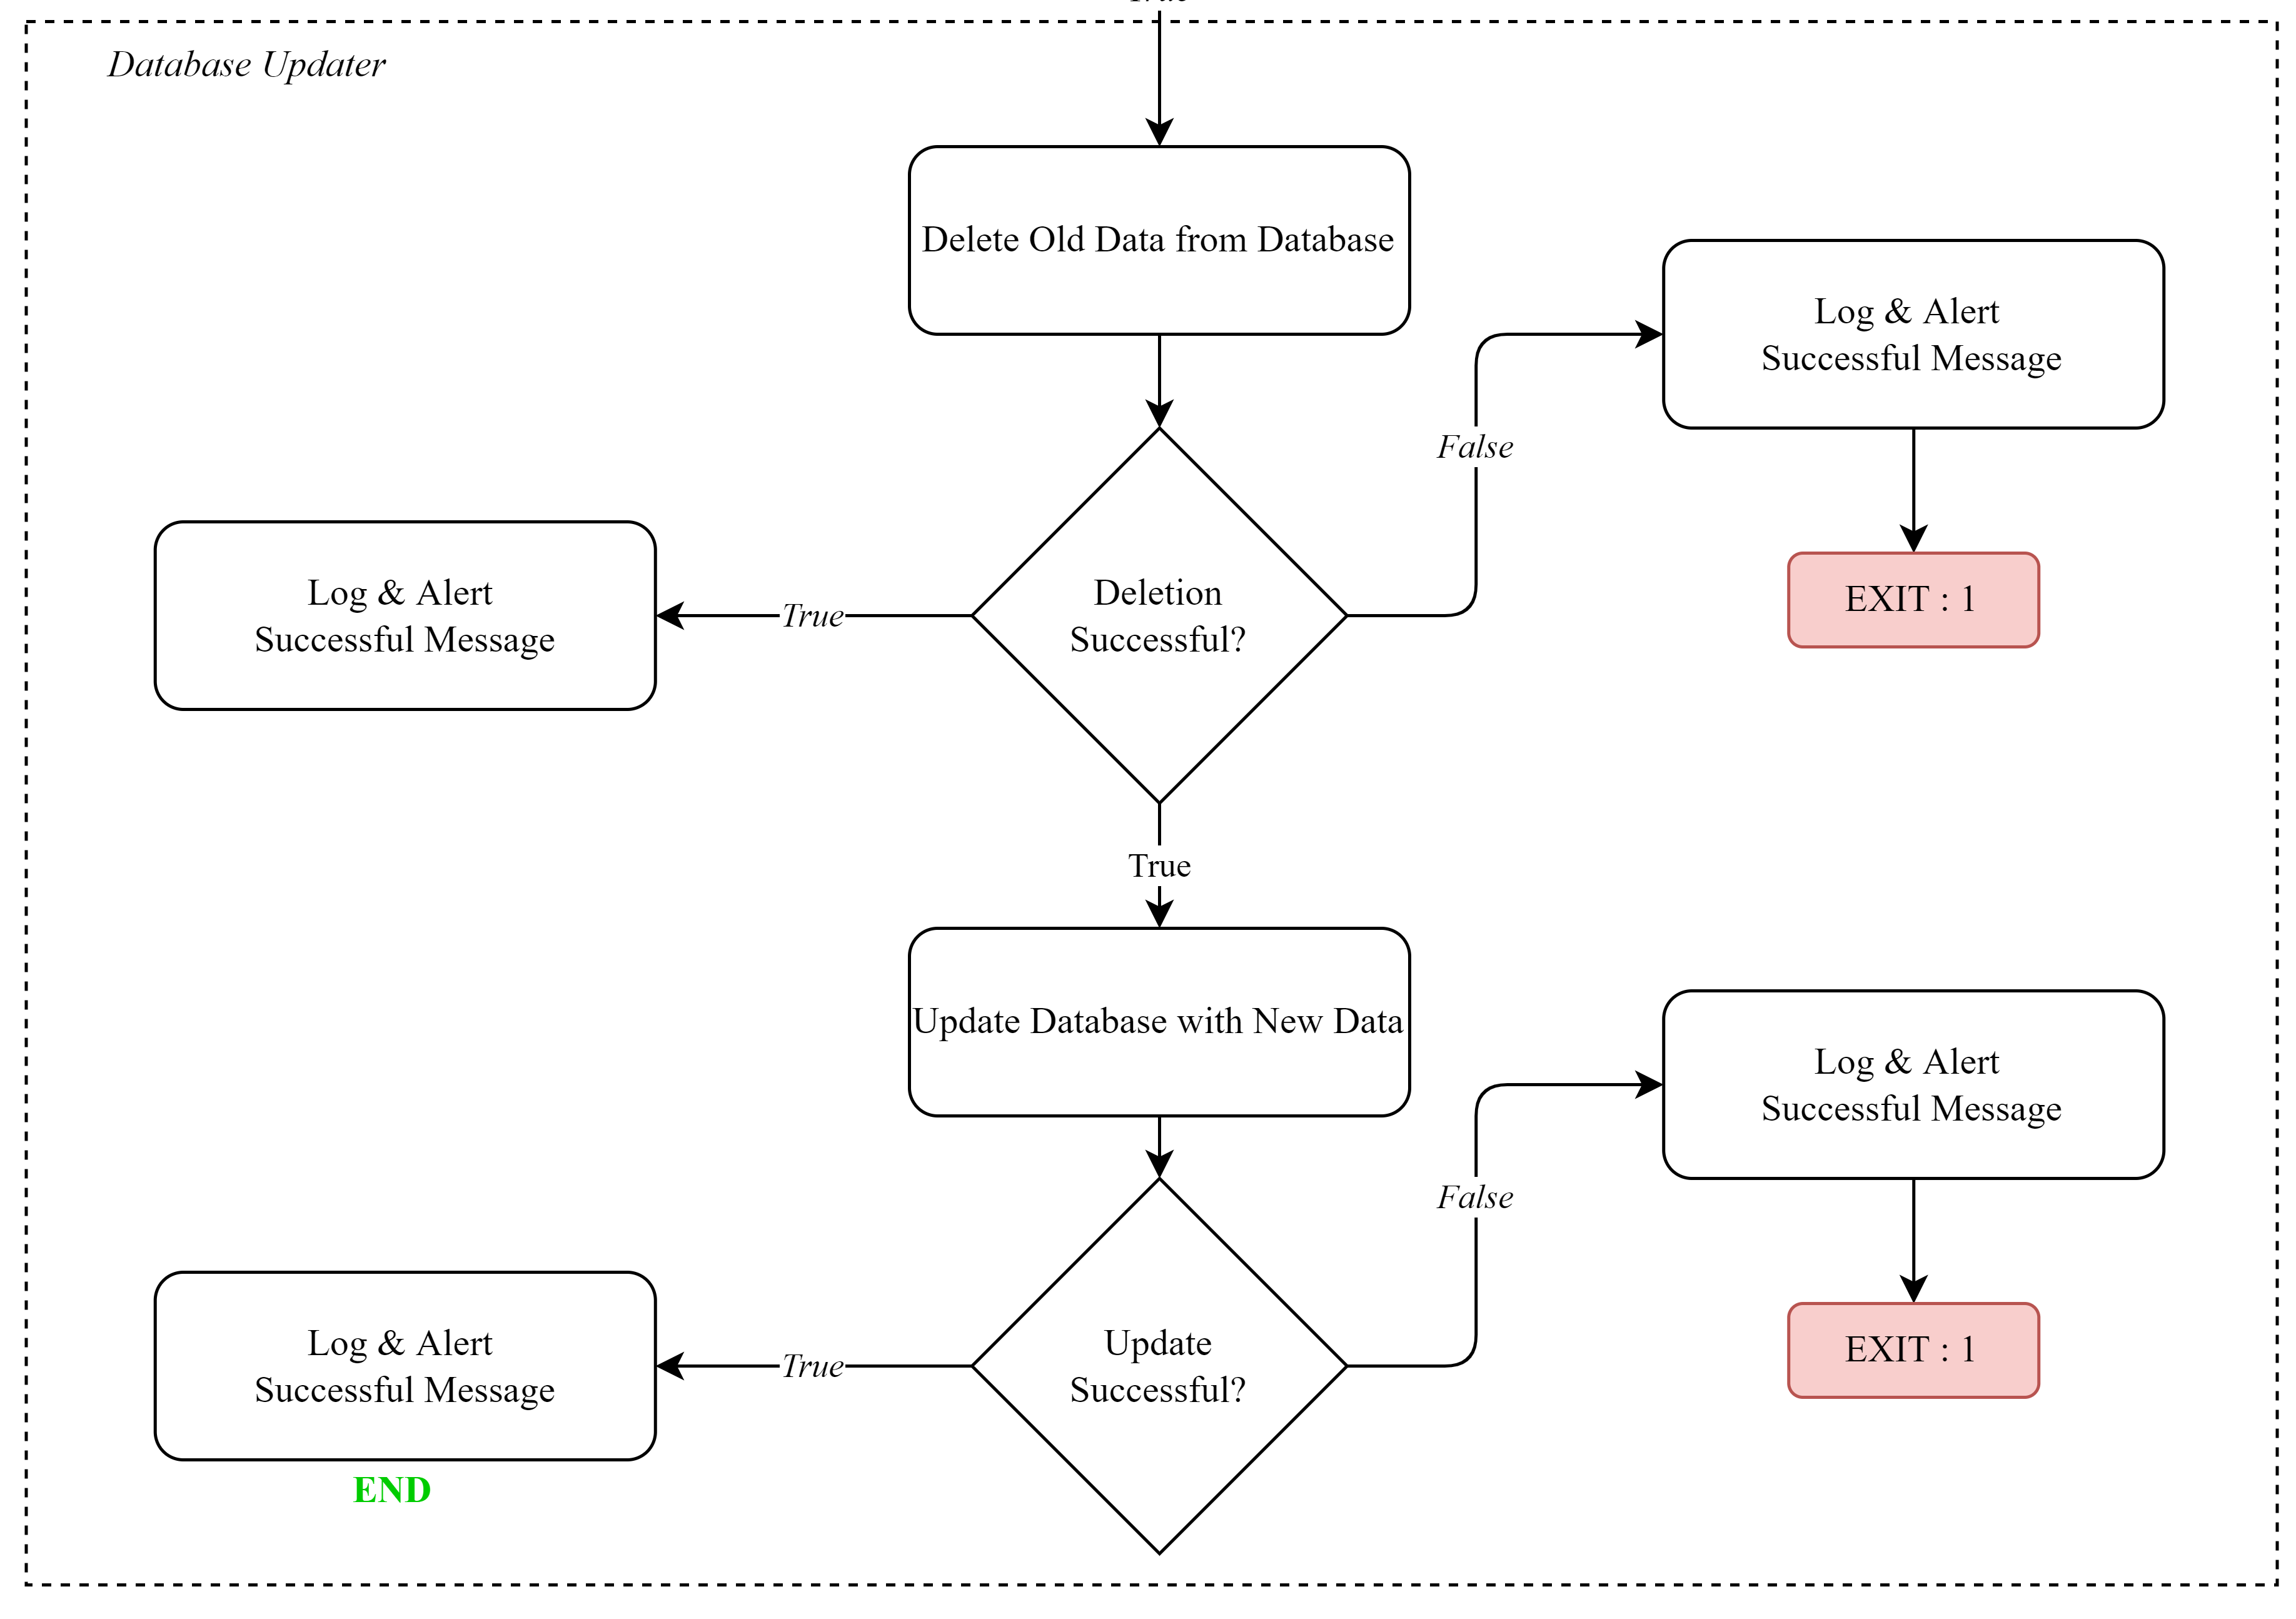 Database Updater
Delete Old Data from Database
Log & Alert
Successful Message
False
EXIT : 1
Deletion
Successful?
True
Log & Alert
Successful Message
True
Update Database with New Data
Log & Alert
Successful Message
False
EXIT : 1
Update
Successful?
True
Log & Alert
Successful Message
END